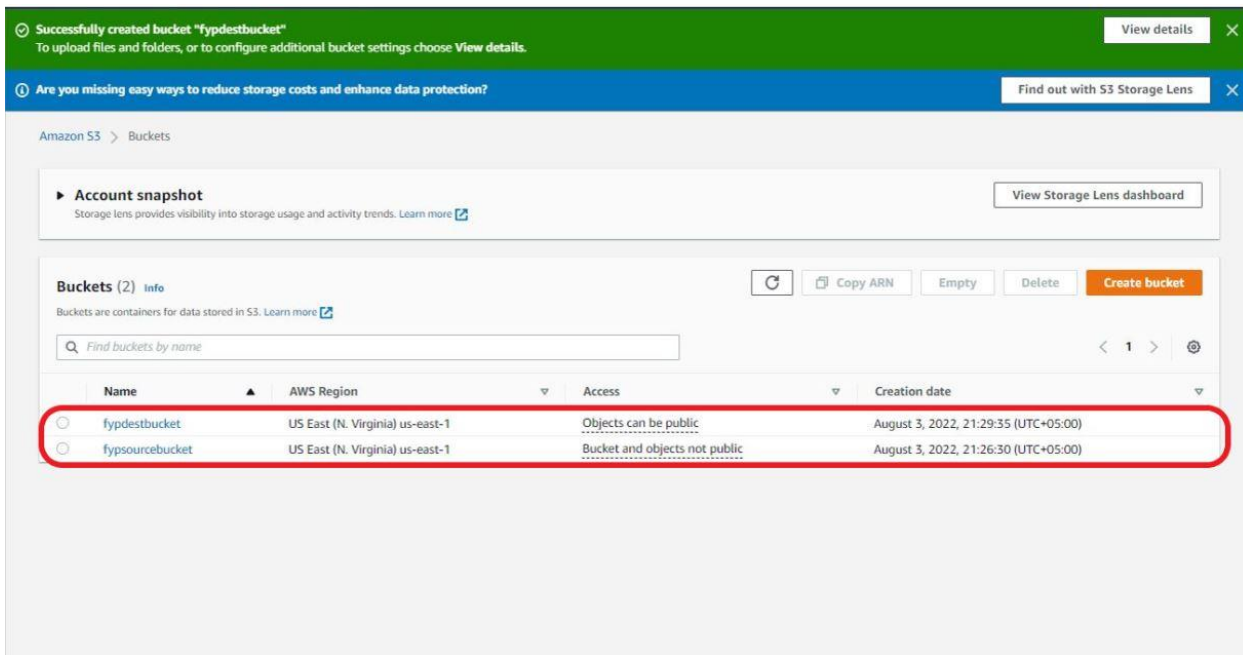 Successfully created bucket "fypdestbucket"
To upload files and folders, or to configure additional bucket settings choose View details.
View details
Are you missing easy ways to reduce storage costs and enhance data protection?
Find out with S3 Storage Lens
Amazon S3 > Buckets
Account snapshot
Storage lens provides visibility into storage usage and activity trends. Learn more
View Storage Lens dashboard
Buckets (2) Info
Buckets are containers for data stored in S3. Learn more
Copy ARN Empty Delete Create bucket
Find buckets by name
< 1 >
Name AWS Region Access Creation date
fypdestbucket US East (N. Virginia) us-east-1 Objects can be public August 3, 2022, 21:29:35 (UTC+05:00)
fypsourcebucket US East (N. Virginia) us-east-1 Bucket and objects not public August 3, 2022, 21:26:30 (UTC+05:00)